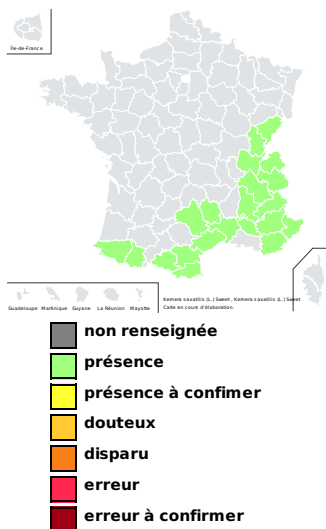 Île-de-France
Guadeloupe Martinique Guyane La Réunion Mayotte
Kernera saxatilis (L.) Sweet, Kernera saxatilis (L.) Sweet
Carte en cours d'élaboration.
non renseignée
présence
présence à confimer
douteux
disparu
erreur
erreur à confirmer